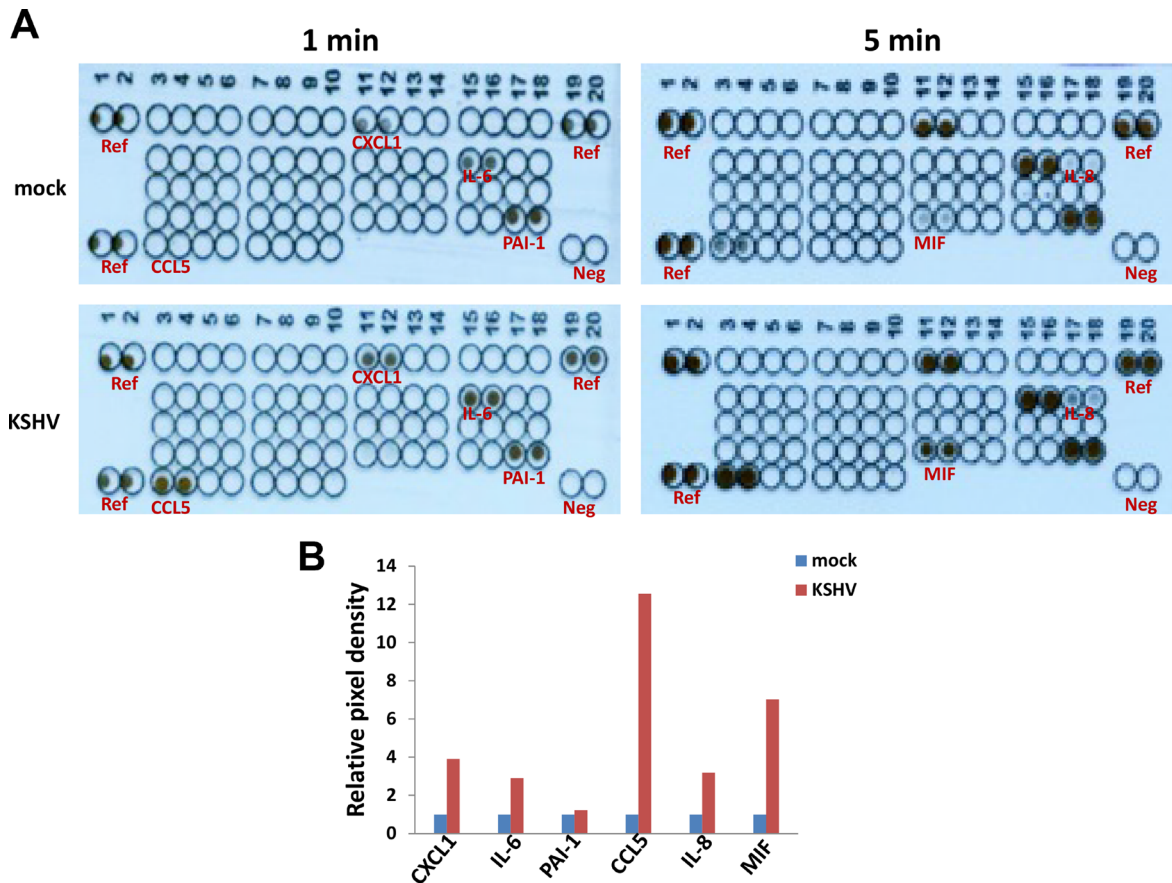 A
1 min
5 min
1 2 3 4 5 6 7 8 9 10 11 12 13 14 15 16 17 18 19 20
1 2 3 4 5 6 7 8 9 10 11 12 13 14 15 16 17 18 19 20
mock
Ref CXCL1 Ref
IL-6
PAI-1
Ref CCL5 Neg
Ref Ref
IL-8
MIF
Ref Neg
1 2 3 4 5 6 7 8 9 10 11 12 13 14 15 16 17 18 19 20
1 2 3 4 5 6 7 8 9 10 11 12 13 14 15 16 17 18 19 20
KSHV
Ref CXCL1 Ref
IL-6
PAI-1
Ref CCL5 Neg
Ref
IL-8
MIF
Ref Neg
B
Relative pixel density
14
12
10
8
6
4
2
0
mock
KSHV
CXCL1 IL-6 PAI-1 CCL5 IL-8 MIF